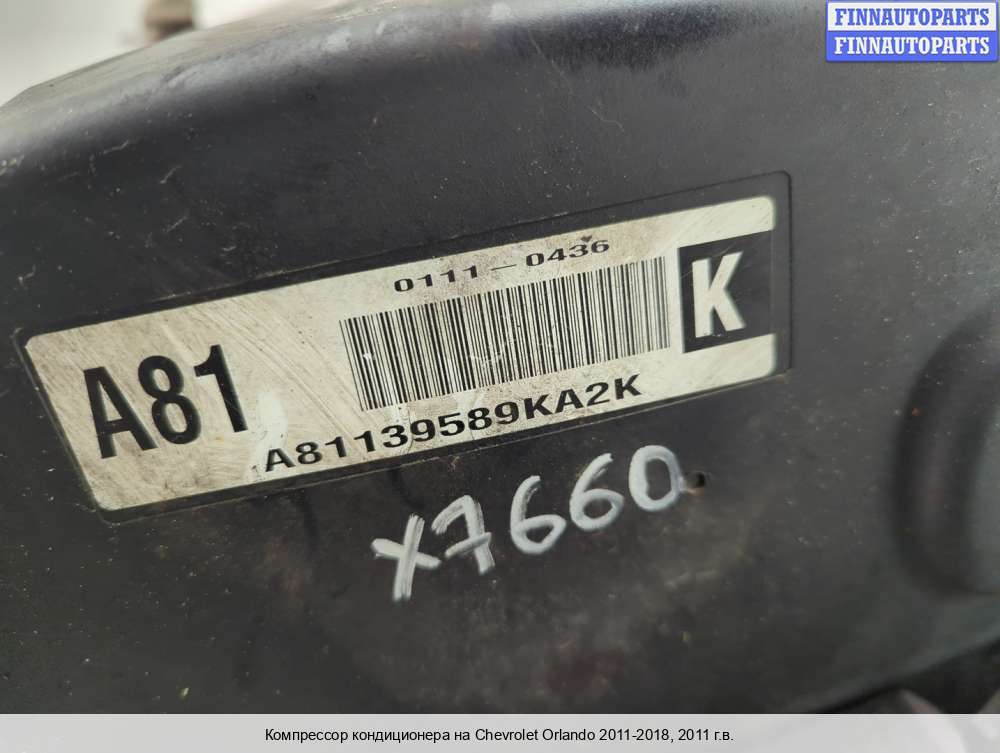 FINNAUTOPARTS
FINNAUTOPARTS
0111-0436
K
A81
A81139589KA2K
X7660
Компрессор кондиционера на Chevrolet Orlando 2011-2018, 2011 г.в.